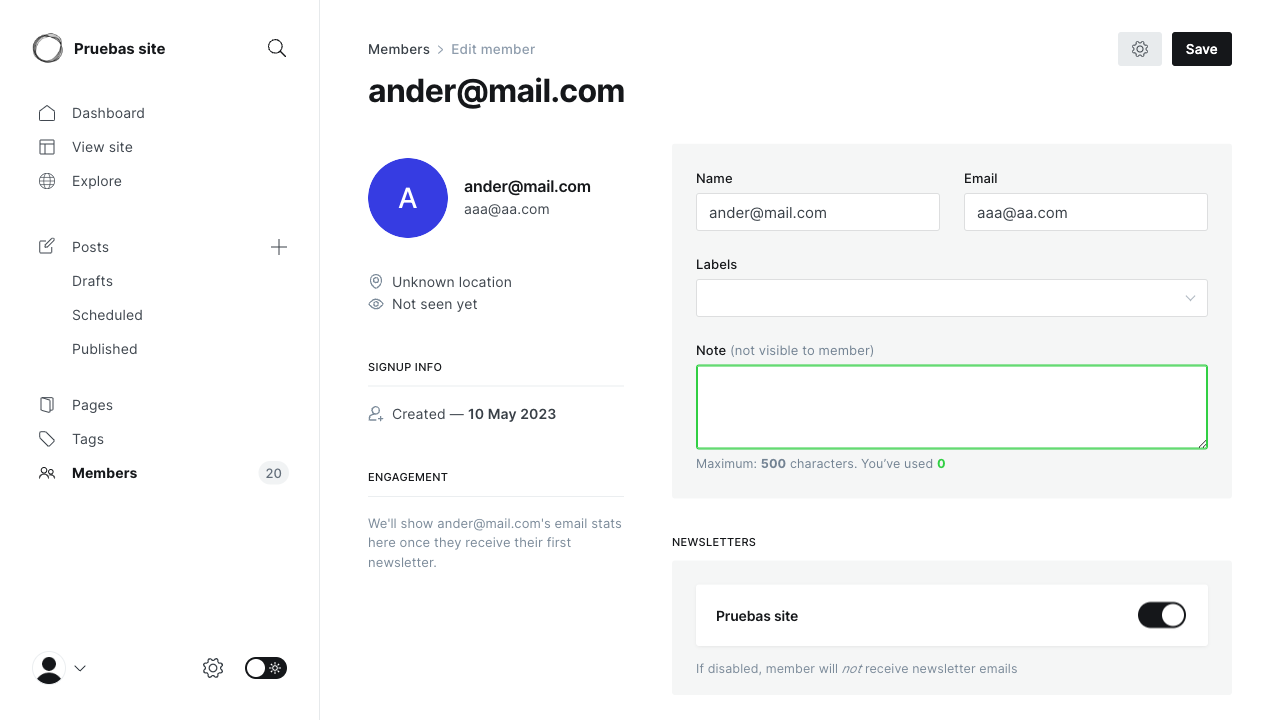 Pruebas site
Dashboard
View site
Explore
Posts
Drafts
Scheduled
Published
Pages
Tags
Members 20
Members > Edit member
Save
ander@mail.com
A
ander@mail.com
aaa@aa.com
Unknown location
Not seen yet
SIGNUP INFO
Created — 10 May 2023
ENGAGEMENT
We'll show ander@mail.com's email stats
here once they receive their first
newsletter.
Name Email
ander@mail.com aaa@aa.com
Labels
Note (not visible to member)
Maximum: 500 characters. You've used 0
NEWSLETTERS
Pruebas site
If disabled, member will not receive newsletter emails